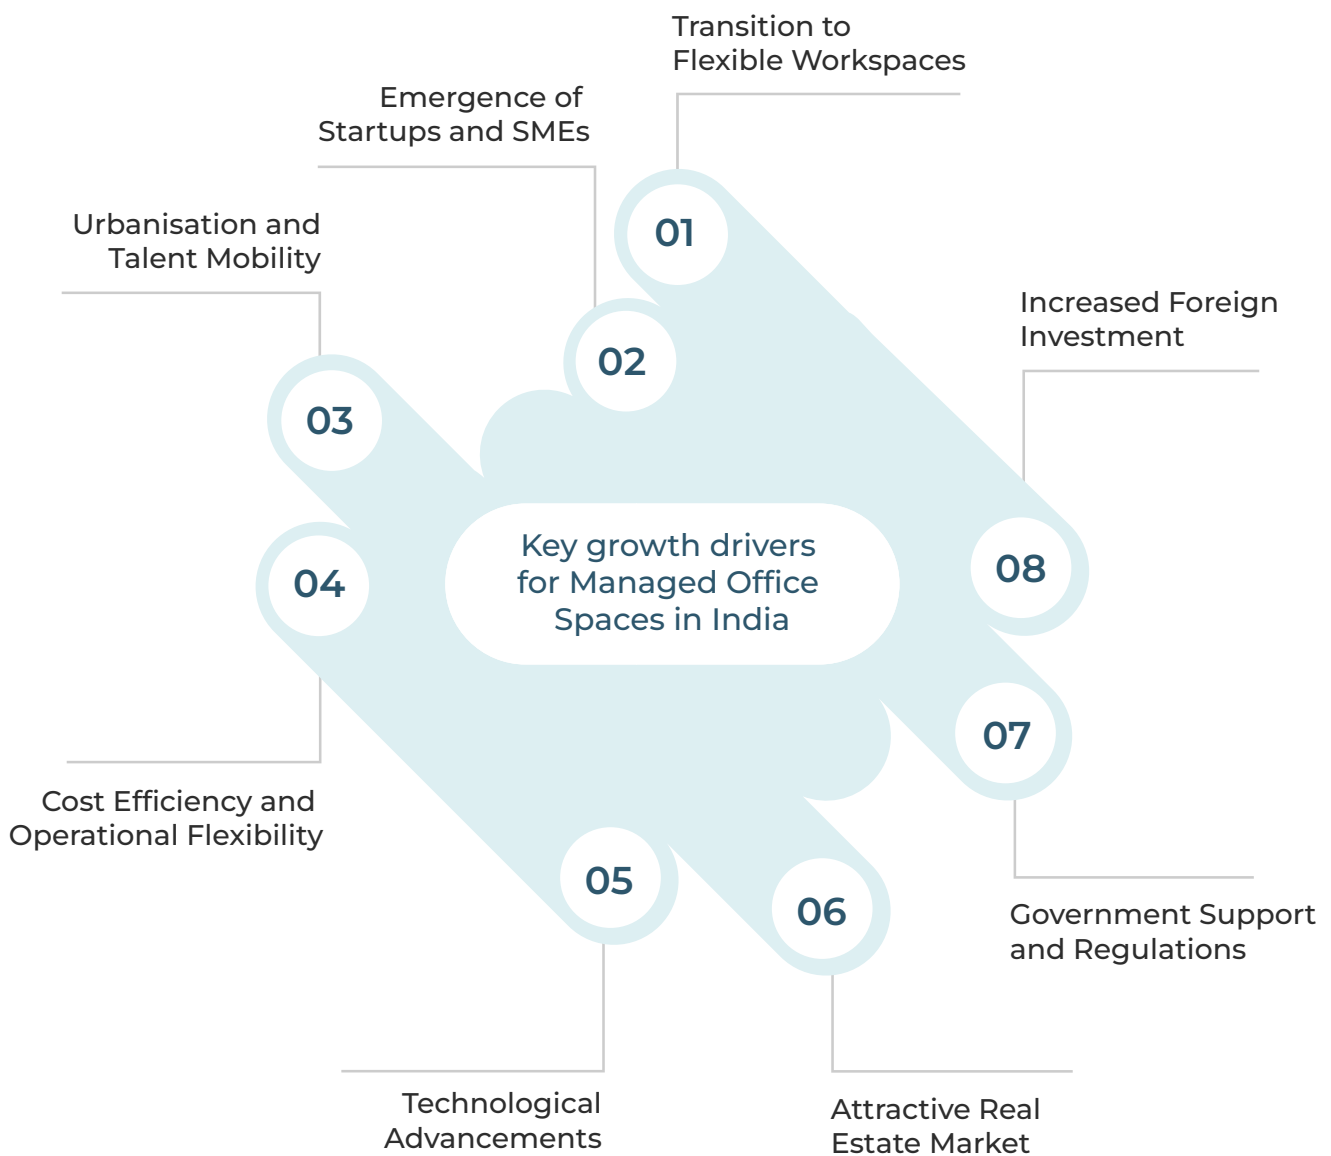 Transition to
Flexible Workspaces
01
Emergence of
Startups and SMEs
02
Urbanisation and
Talent Mobility
03
04
Cost Efficiency and
Operational Flexibility
Key growth drivers
for Managed Office
Spaces in India
05
Technological
Advancements
06
Attractive Real
Estate Market
07
Government Support
and Regulations
Increased Foreign
Investment
08